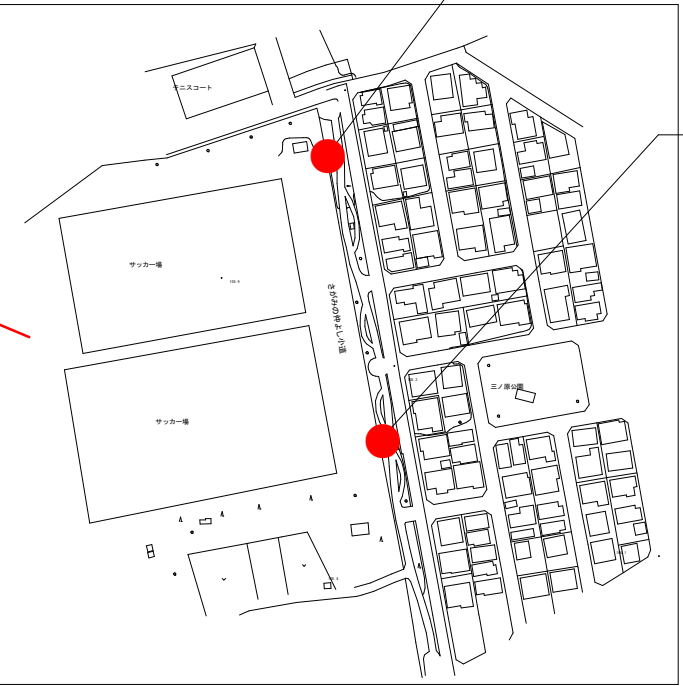 テニスコート
サッカー場
さがみの仲よし小道
三ノ原公園
サッカー場